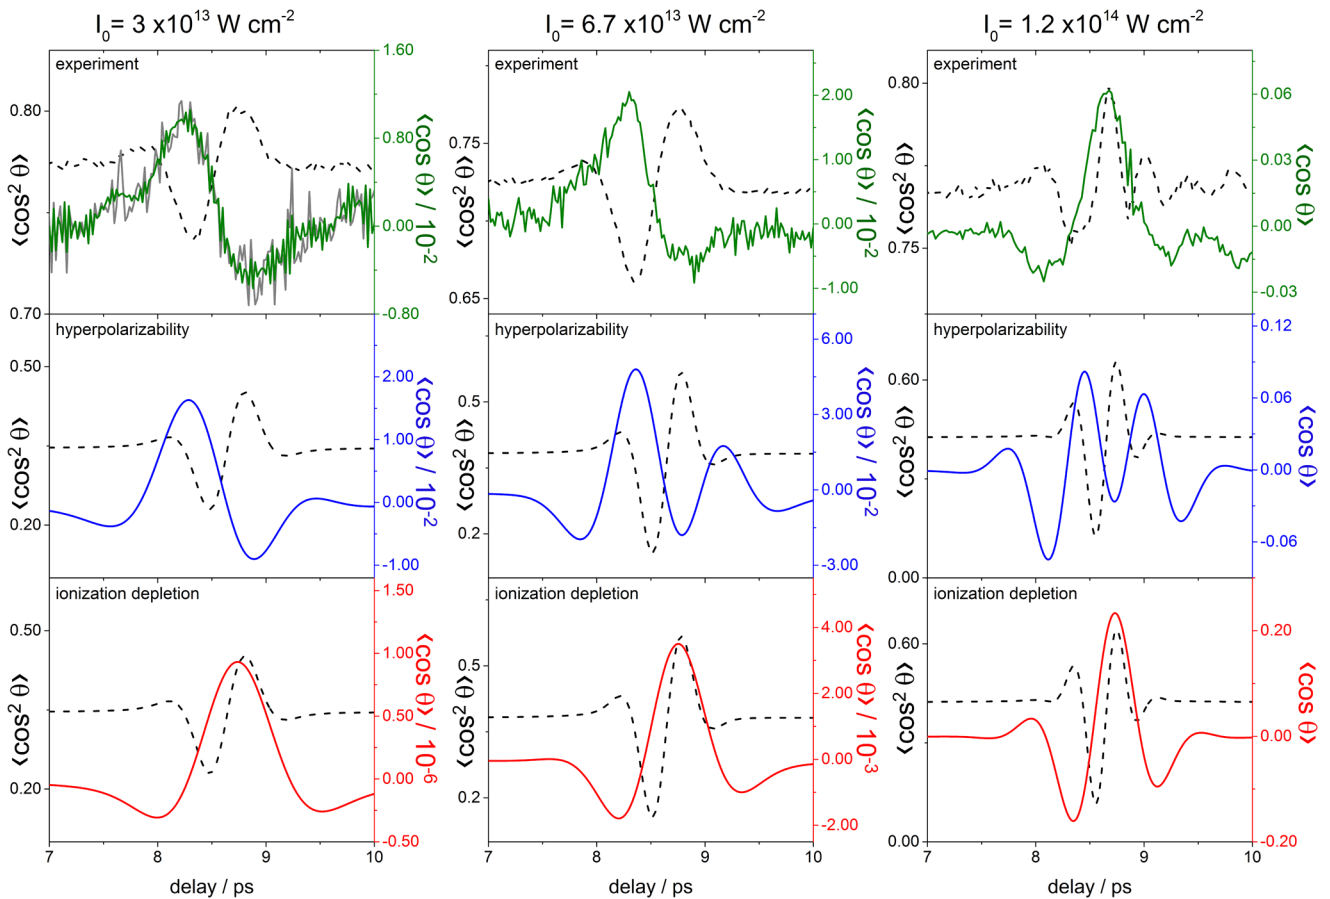 I0= 3 x10^13 W cm^-2
I0= 6.7 x10^13 W cm^-2
I0= 1.2 x10^14 W cm^-2
experiment
0.80
0.70
⟨cos² θ⟩
1.60
0.80
0.00
-0.80
⟨cos θ⟩ / 10^-2
experiment
0.75
0.65
⟨cos² θ⟩
2.00
1.00
0.00
-1.00
⟨cos θ⟩ / 10^-2
experiment
0.80
0.75
⟨cos² θ⟩
0.06
0.03
0.00
-0.03
⟨cos θ⟩
hyperpolarizability
0.50
0.20
⟨cos² θ⟩
2.00
1.00
0.00
-1.00
⟨cos θ⟩ / 10^-2
hyperpolarizability
0.5
0.2
⟨cos² θ⟩
6.00
4.00
2.00
0.00
-3.00
⟨cos θ⟩ / 10^-2
hyperpolarizability
0.60
0.00
⟨cos² θ⟩
0.12
0.06
0.00
-0.06
⟨cos θ⟩
ionization depletion
0.50
0.20
⟨cos² θ⟩
1.50
1.00
0.50
0.00
-0.50
⟨cos θ⟩ / 10^-6
7
8
9
10
delay / ps
ionization depletion
0.5
0.2
⟨cos² θ⟩
4.00
2.00
0.00
-2.00
⟨cos θ⟩ / 10^-3
7
8
9
10
delay / ps
ionization depletion
0.60
0.00
⟨cos² θ⟩
0.20
0.00
-0.20
⟨cos θ⟩
7
8
9
10
delay / ps